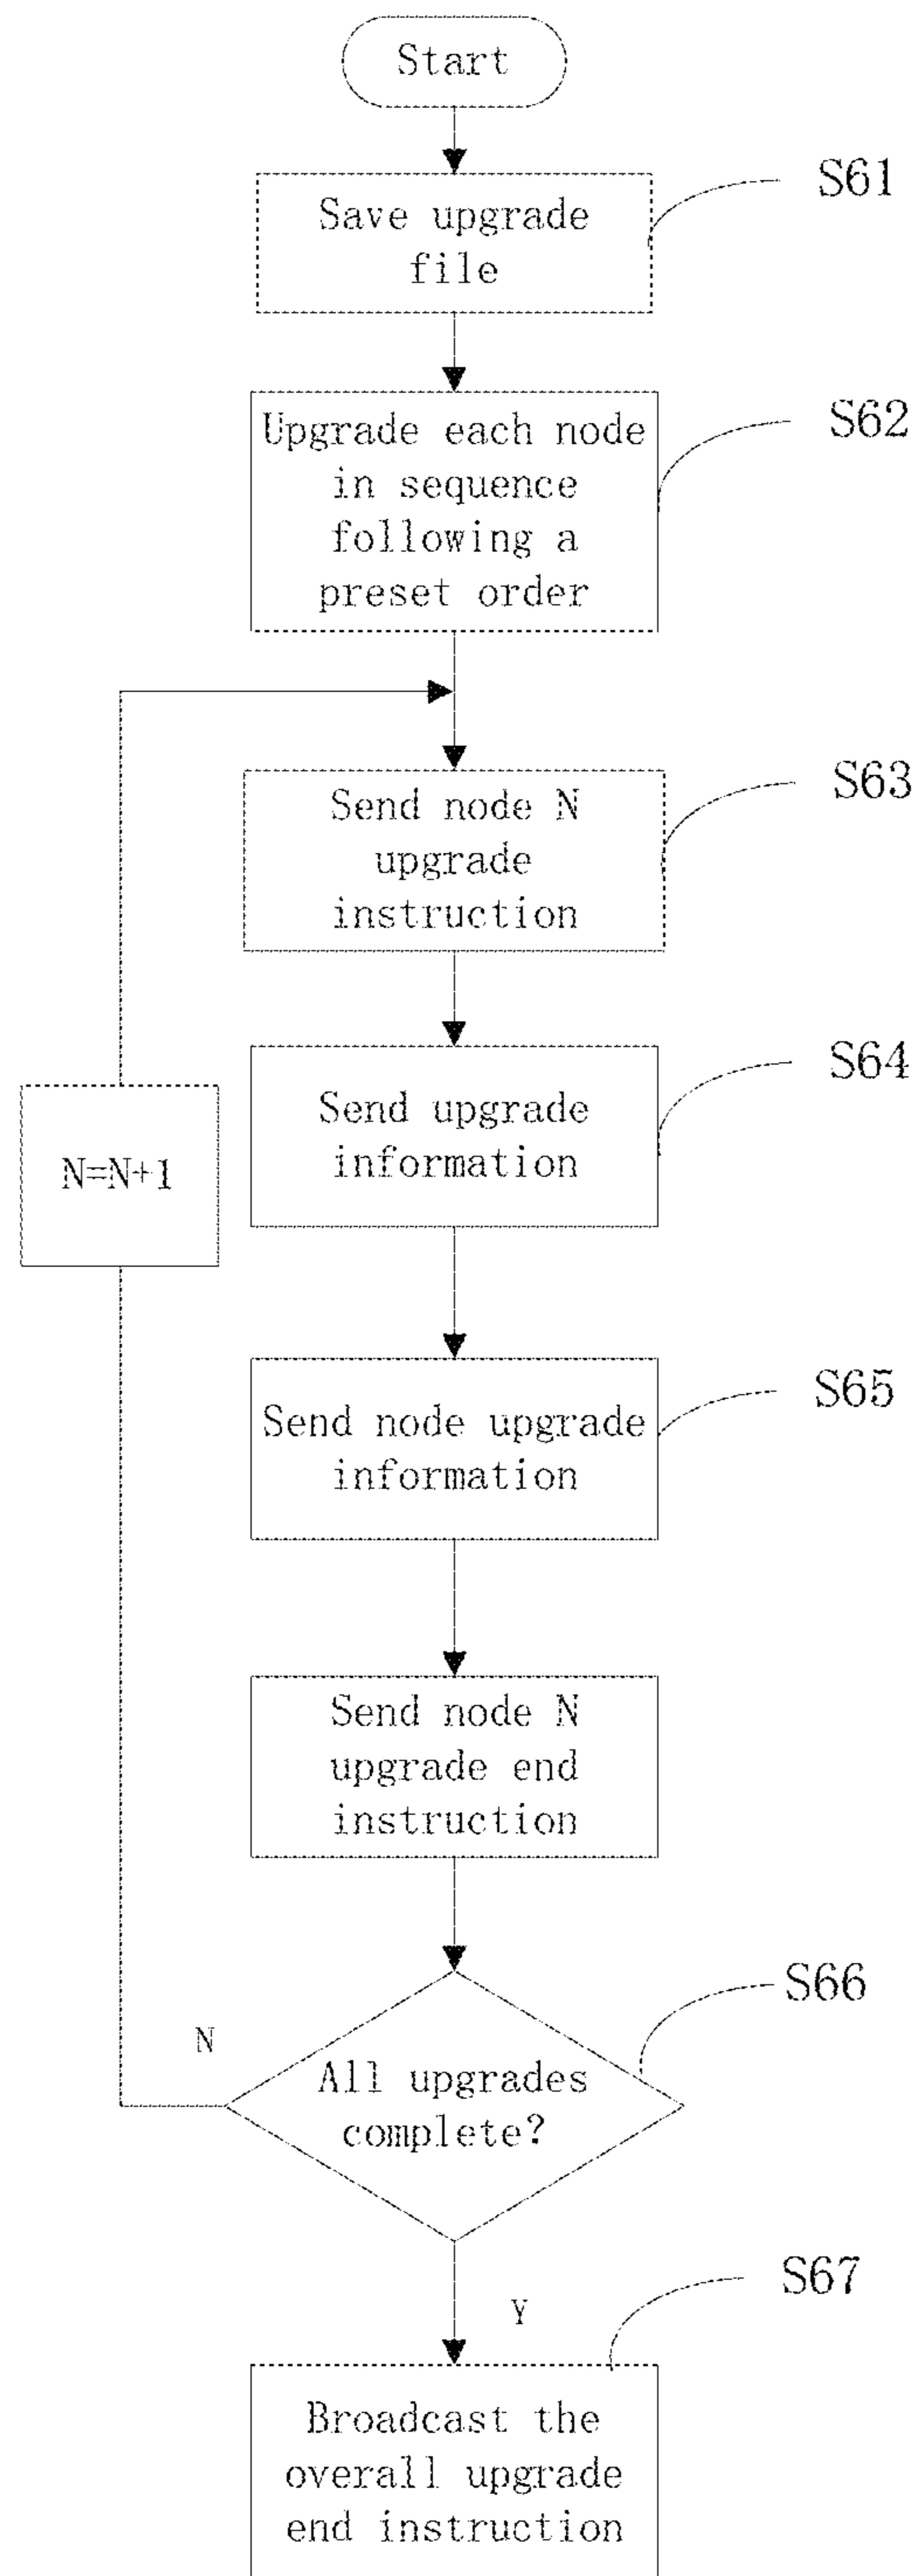 Start
S61
Save upgrade
file
S62
Upgrade each node
in sequence
following a
preset order
S63
Send node N
upgrade
instruction
S64
Send upgrade
information
N=N+1
S65
Send node upgrade
information
Send node N
upgrade end
instruction
S66
N
All upgrades
complete?
S67
Y
Broadcast the
overall upgrade
end instruction